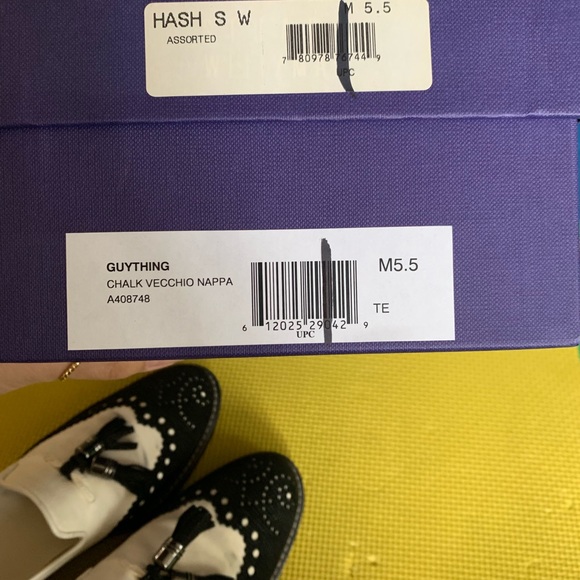 HASH S W
M 5.5
ASSORTED
7 80978 76744 9
UPC
GUYTHING
M5.5
CHALK VECCHIO NAPPA
A408748
TE
6 12025 29042 9
UPC